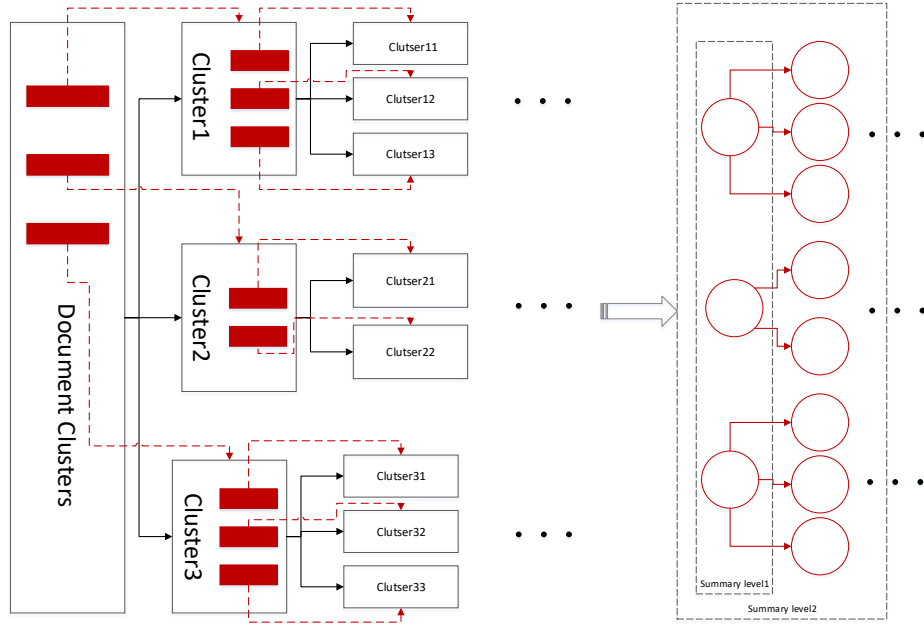 Document Clusters
Cluster1
Clutser11
Clutser12
Clutser13
Cluster2
Clutser21
Clutser22
Cluster3
Clutser31
Clutser32
Clutser33
Summary level1
Summary level2